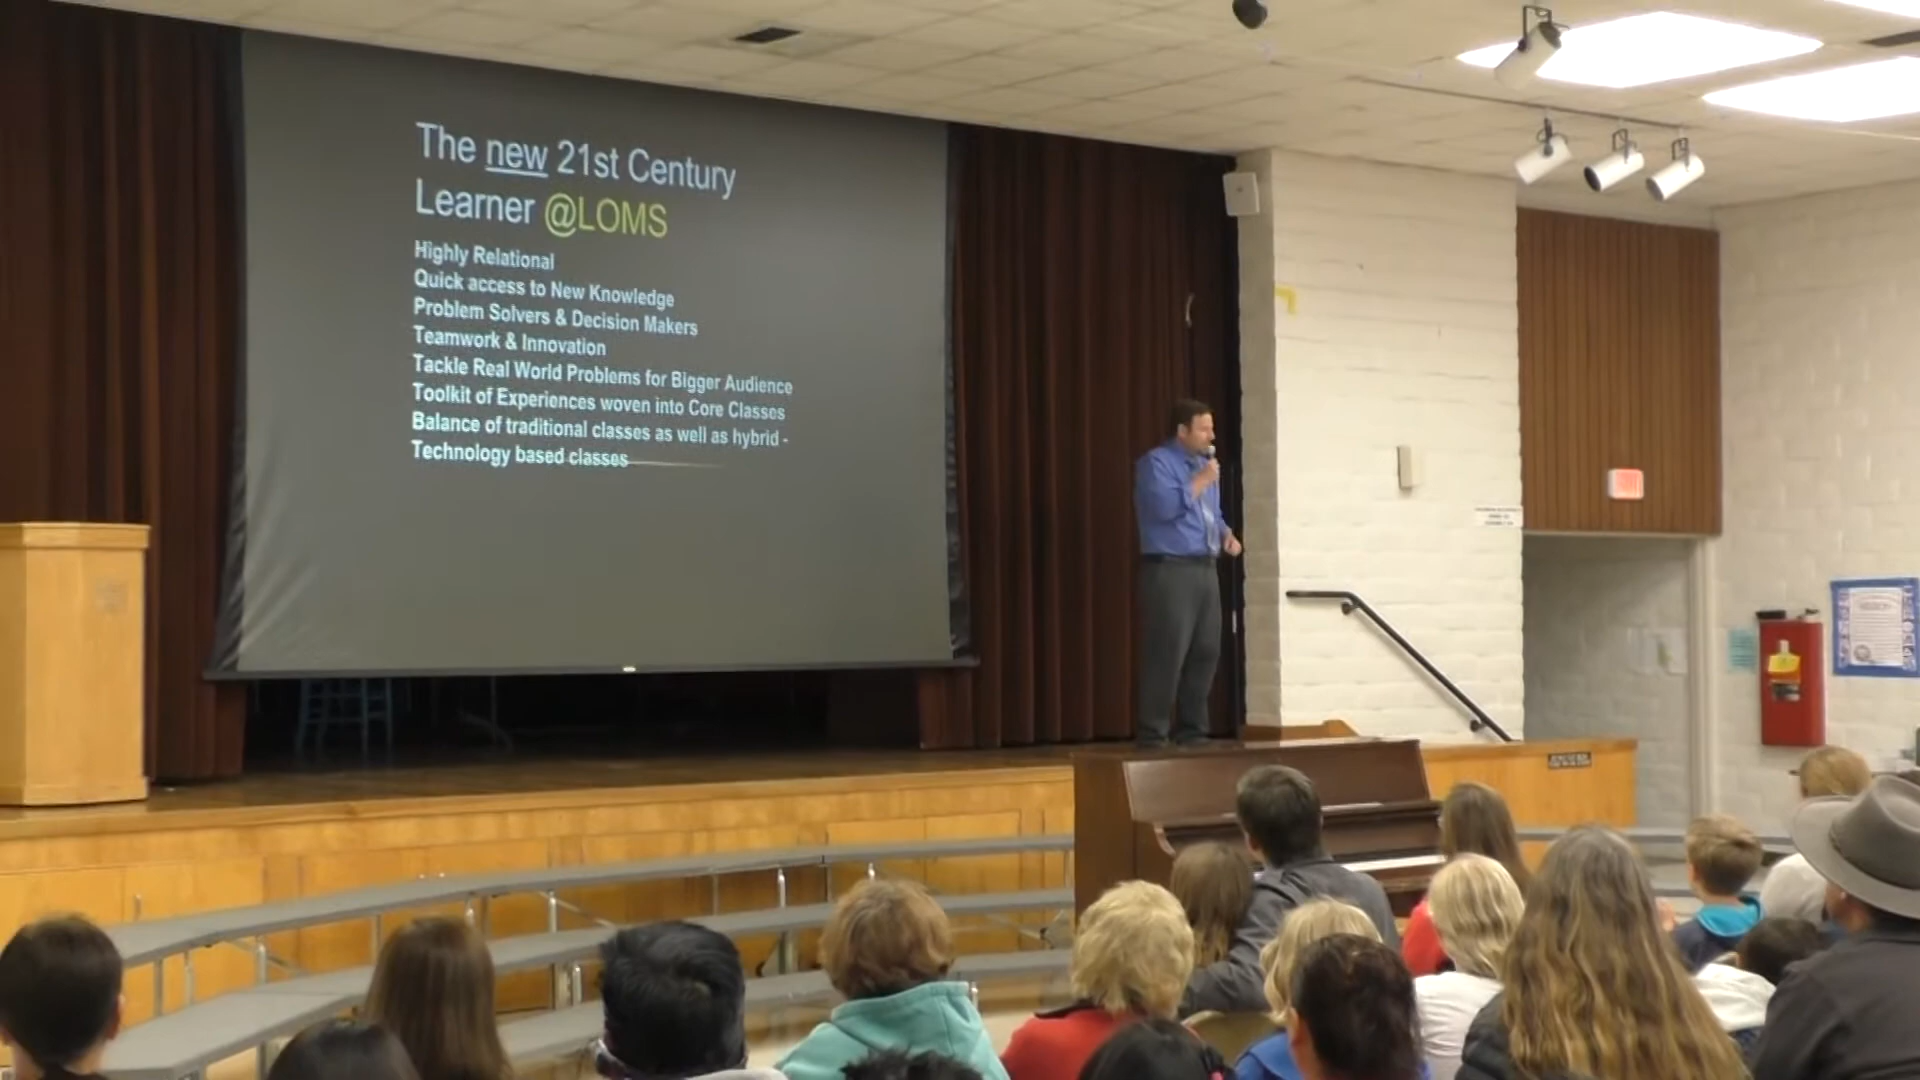 The new 21st Century
Learner @LOMS
Highly Relational
Quick access to New Knowledge
Problem Solvers & Decision Makers
Teamwork & Innovation
Tackle Real World Problems for Bigger Audience
Toolkit of Experiences woven into Core Classes
Balance of traditional classes as well as hybrid -
Technology based classes